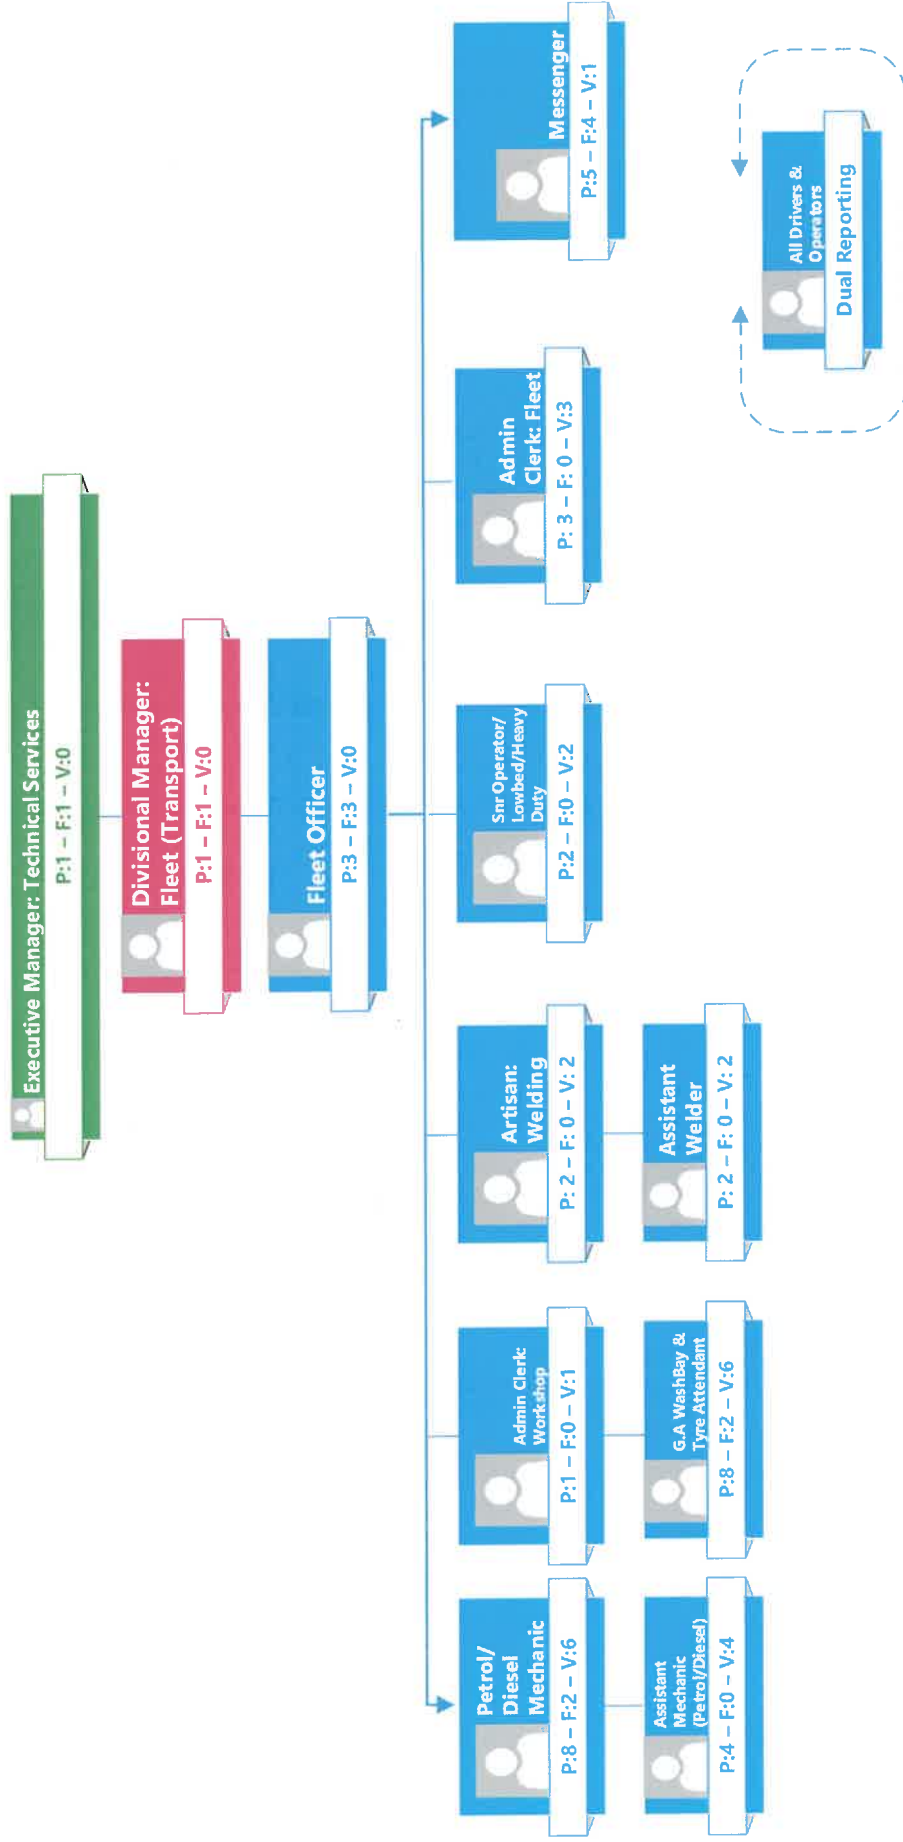 Executive Manager: Technical Services
P:1 – F:1 – V:0
Divisional Manager:
Fleet (Transport)
P:1 – F:1 – V:0
Fleet Officer
P:3 – F:3 – V:0
Petrol/
Diesel
Mechanic
P:8 – F:2 – V:6
Admin Clerk:
Workshop
P:1 – F:0 – V:1
Artisan:
Welding
P: 2 – F: 0 – V: 2
Snr Operator/
Lowbed/Heavy
Duty
P:2 – F:0 – V:2
Admin
Clerk: Fleet
P: 3 – F: 0 – V:3
Messenger
P:5 – F:4 – V:1
Assistant
Mechanic
(Petrol/Diesel)
P:4 – F:0 – V:4
G.A WashBay &
Tyre Attendant
P:8 – F:2 – V:6
Assistant
Welder
P: 2 – F: 0 – V: 2
All Drivers &
Operators
Dual Reporting